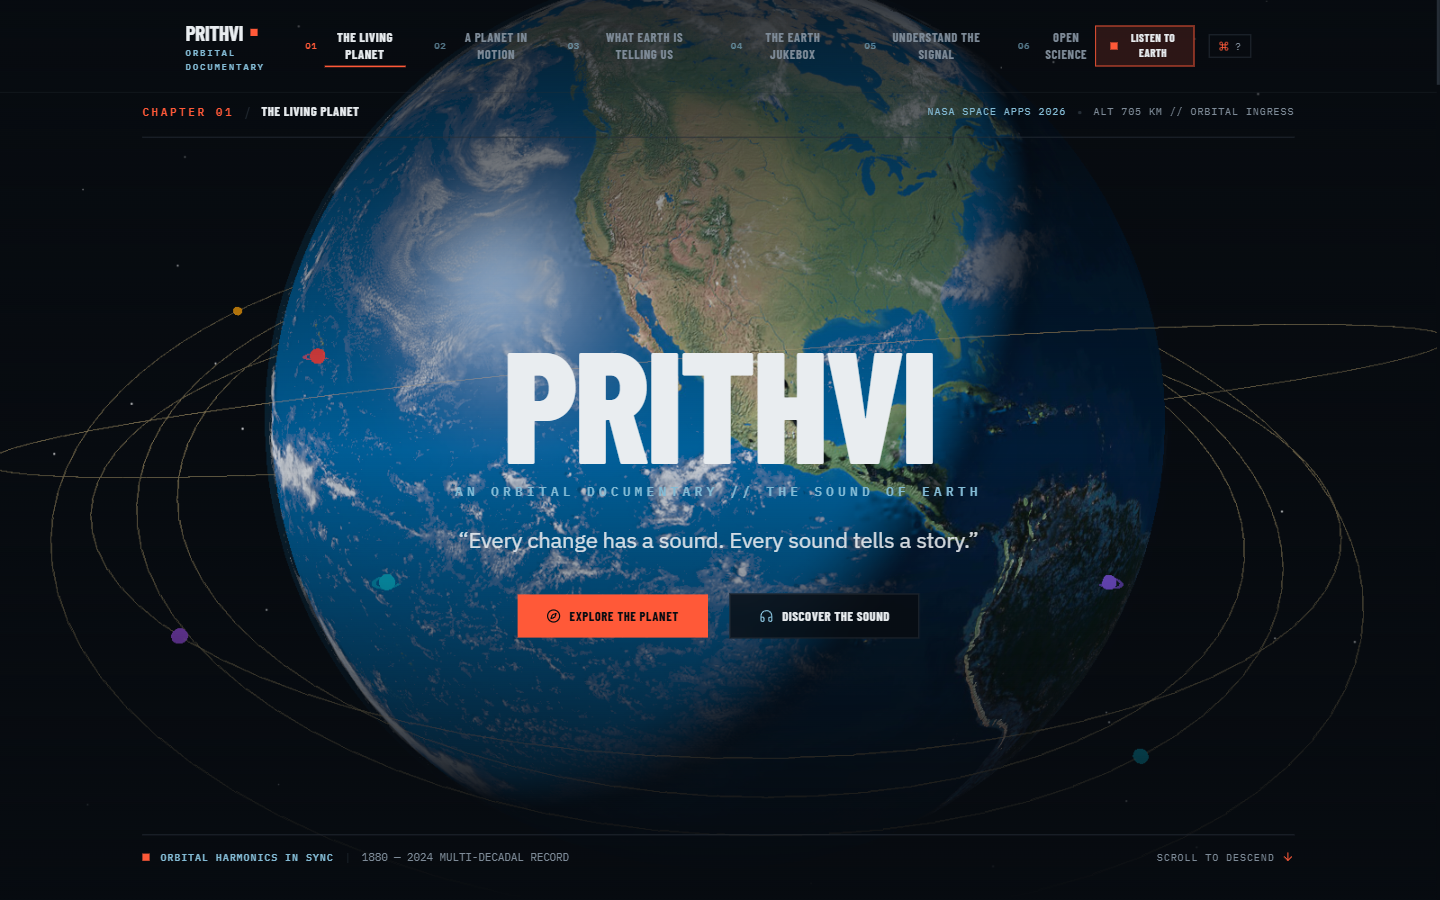 PRITHVI
ORBITAL
DOCUMENTARY
01 THE LIVING
PLANET
02 A PLANET IN
MOTION
03 WHAT EARTH IS
TELLING US
04 THE EARTH
JUKEBOX
05 UNDERSTAND THE
SIGNAL
06 OPEN
SCIENCE
LISTEN TO
EARTH
⌘ ?
CHAPTER 01 / THE LIVING PLANET
NASA SPACE APPS 2026 • ALT 705 KM // ORBITAL INGRESS
PRITHVI
AN ORBITAL DOCUMENTARY // THE SOUND OF EARTH
“Every change has a sound. Every sound tells a story.”
EXPLORE THE PLANET
DISCOVER THE SOUND
ORBITAL HARMONICS IN SYNC | 1880 — 2024 MULTI-DECADAL RECORD
SCROLL TO DESCEND ↓